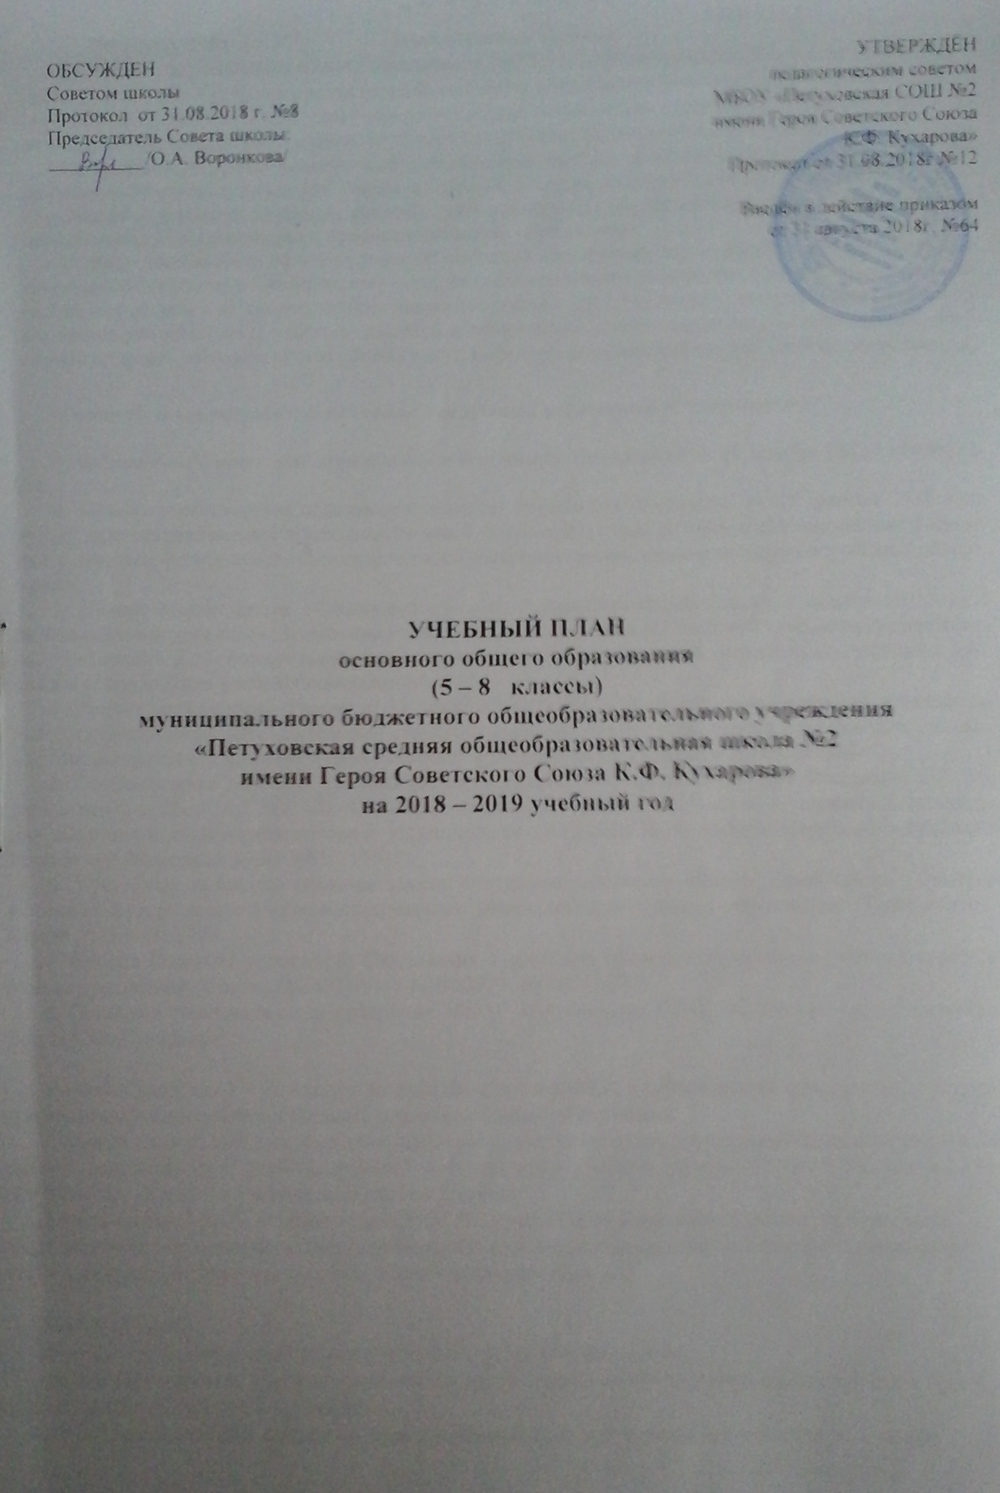 ОБСУЖДЕН
Советом школы
Протокол от 31.08.2018 г. №8
Председатель Совета школы:
/О.А. Воронкова/
УТВЕРЖДЕН
педагогическим советом
МБОУ «Петуховская СОШ №2
имени Героя Советского Союза
К.Ф. Кухарова»
Протокол от 31.08.2018г №12
Введен в действие приказом
от 31 августа 2018г. №64
УЧЕБНЫЙ ПЛАН
основного общего образования
(5 – 8 классы)
муниципального бюджетного общеобразовательного учреждения
«Петуховская средняя общеобразовательная школа №2
имени Героя Советского Союза К.Ф. Кухарова»
на 2018 – 2019 учебный год